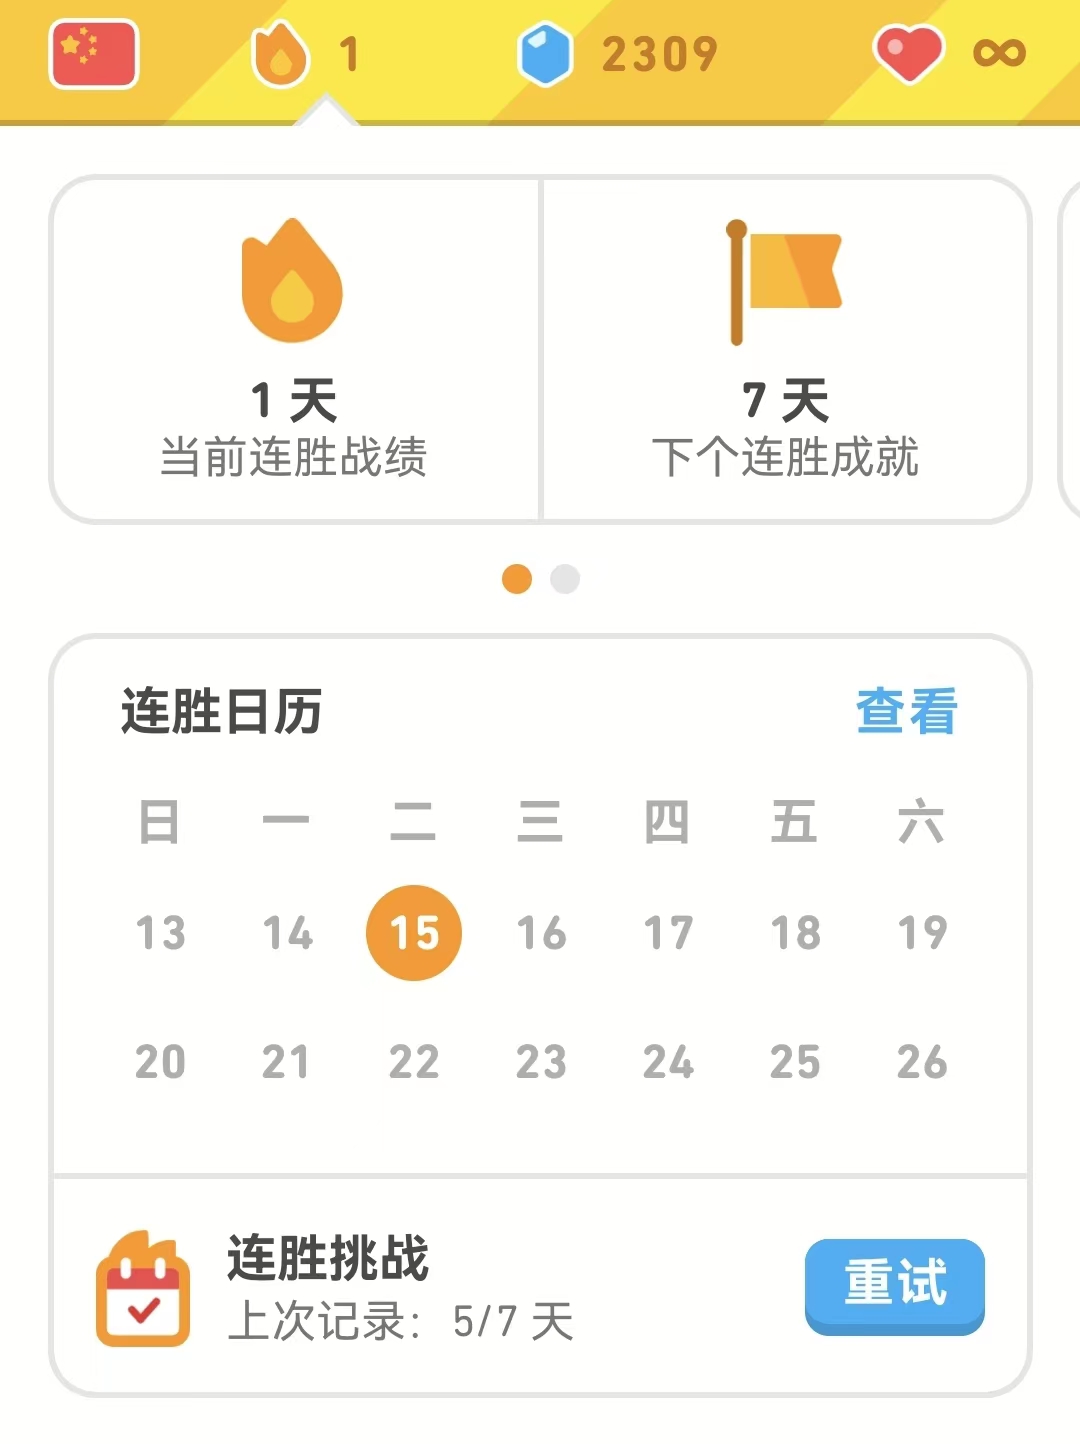 1 2309 ∞
1 天 7 天
当前连胜战绩 下个连胜成就
连胜日历 查看
日 一 二 三 四 五 六
13 14 15 16 17 18 19
20 21 22 23 24 25 26
连胜挑战
上次记录：5/7 天
重试